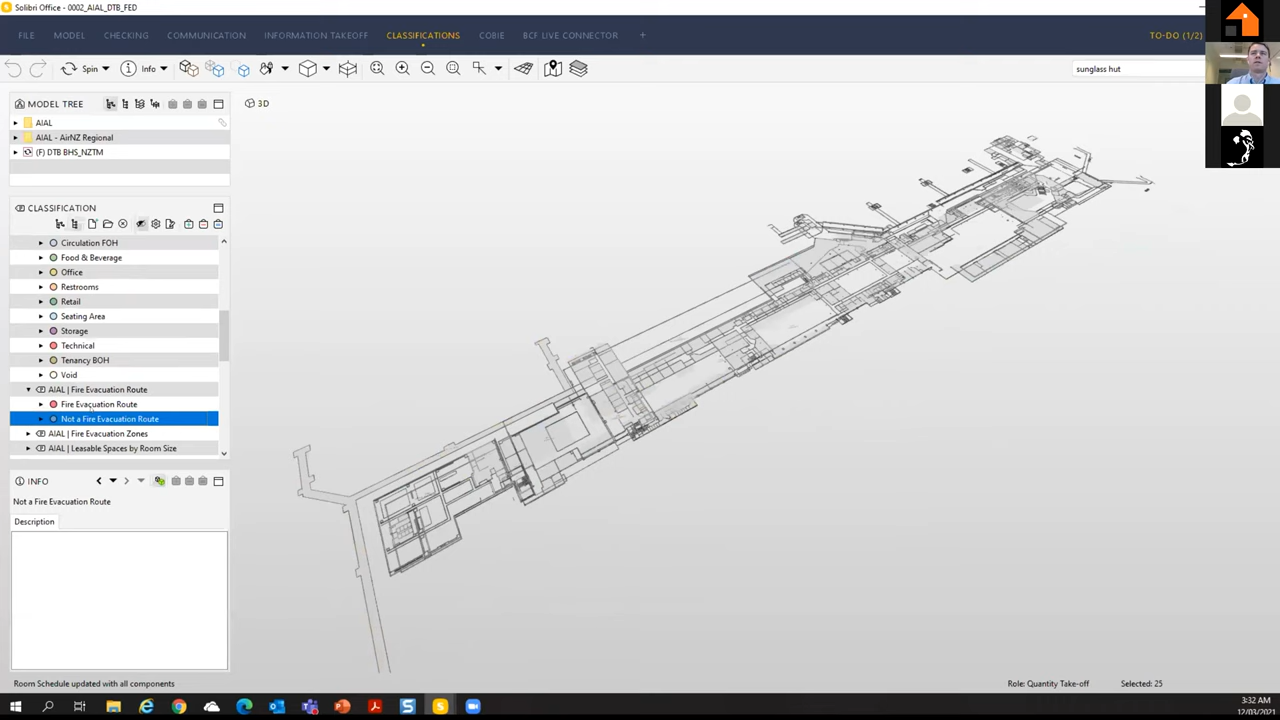 Solibri Office - 0002_AIAL_DTB_FED
FILE MODEL CHECKING COMMUNICATION INFORMATION TAKEOFF CLASSIFICATIONS COBIE BCF LIVE CONNECTOR + TO-DO (1/2)
Spin Info sunglass hut
MODEL TREE
AIAL
AIAL - AirNZ Regional
(F) DTB BHS_NZTM
3D
CLASSIFICATION
Circulation FOH
Food & Beverage
Office
Restrooms
Retail
Seating Area
Storage
Technical
Tenancy BOH
Void
AIAL | Fire Evacuation Route
Fire Evacuation Route
Not a Fire Evacuation Route
AIAL | Fire Evacuation Zones
AIAL | Leasable Spaces by Room Size
INFO
Not a Fire Evacuation Route
Description
Room Schedule updated with all components
Role: Quantity Take-off Selected: 25
3:32 AM
12/03/2021